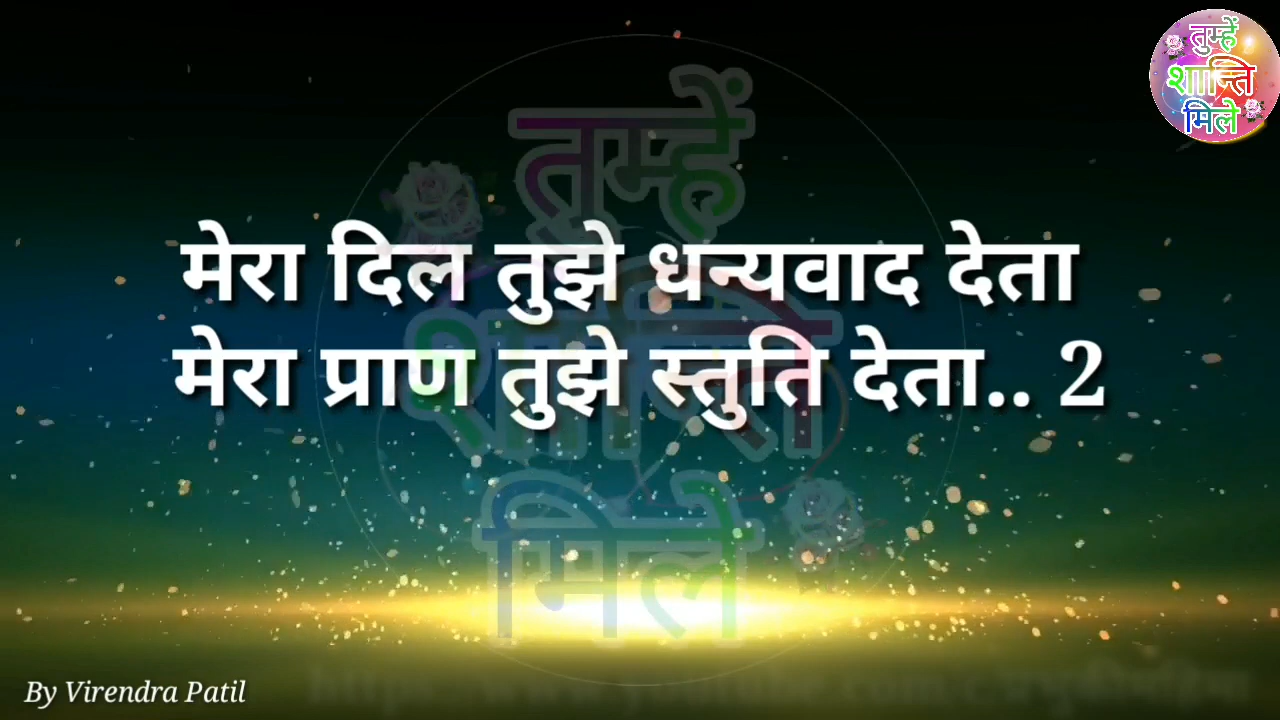 तुम्हें
शान्ति
मिले
तुम्हें
मेरा दिल तुझे धन्यवाद देता
शान्ति
मेरा प्राण तुझे स्तुति देता.. 2
मिले
By Virendra Patil